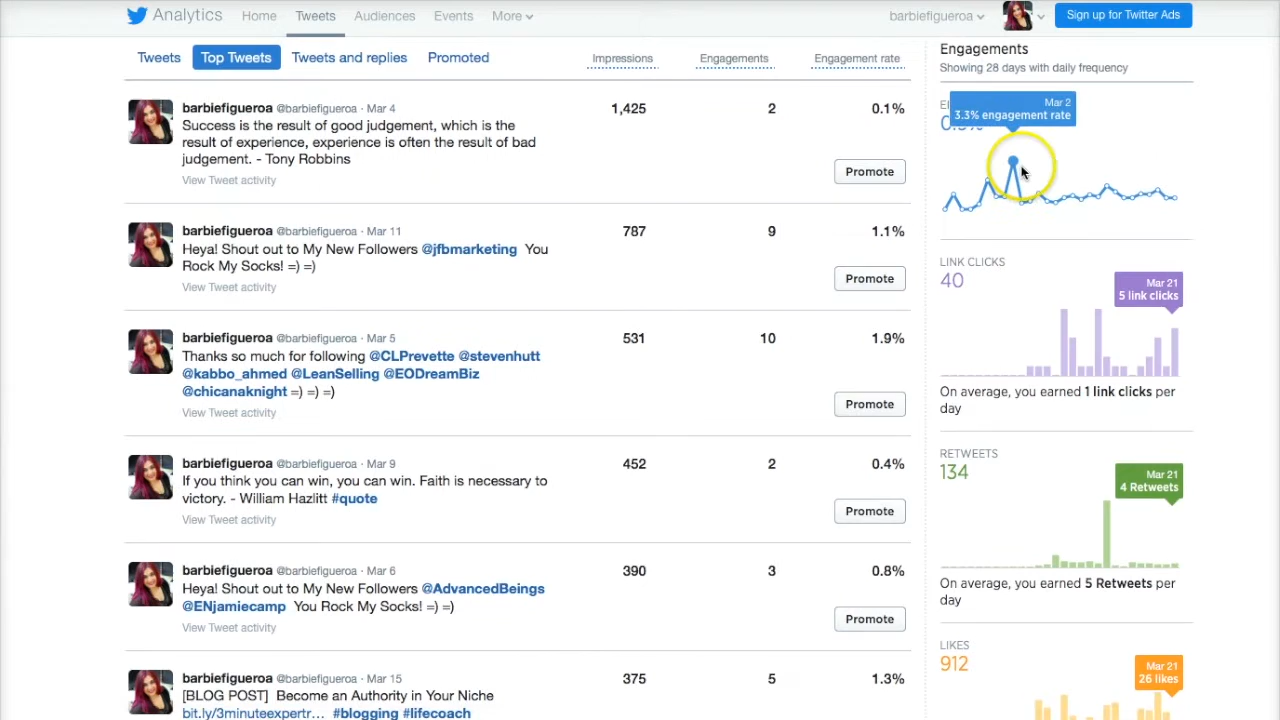 Analytics Home Tweets Audiences Events More barbiefigueroa Sign up for Twitter Ads
Tweets Top Tweets Tweets and replies Promoted Impressions Engagements Engagement rate
barbiefigueroa @barbiefigueroa · Mar 4 1,425 2 0.1%
Success is the result of good judgement, which is the
result of experience, experience is often the result of bad
judgement. - Tony Robbins
View Tweet activity
Promote
barbiefigueroa @barbiefigueroa · Mar 11 787 9 1.1%
Heya! Shout out to My New Followers @jfbmarketing You
Rock My Socks! =) =)
View Tweet activity
Promote
barbiefigueroa @barbiefigueroa · Mar 5 531 10 1.9%
Thanks so much for following @CLPrevette @stevenhutt
@kabbo_ahmed @LeanSelling @EODreamBiz
@chicanaknight =) =) =)
View Tweet activity
Promote
barbiefigueroa @barbiefigueroa · Mar 9 452 2 0.4%
If you think you can win, you can win. Faith is necessary to
victory. - William Hazlitt #quote
View Tweet activity
Promote
barbiefigueroa @barbiefigueroa · Mar 6 390 3 0.8%
Heya! Shout out to My New Followers @AdvancedBeings
@ENjamiecamp You Rock My Socks! =) =)
View Tweet activity
Promote
barbiefigueroa @barbiefigueroa · Mar 15 375 5 1.3%
[BLOG POST] Become an Authority in Your Niche
bit.ly/3minuteexpertr… #blogging #lifecoach
Engagements
Showing 28 days with daily frequency
Mar 2
3.3% engagement rate
LINK CLICKS
40
Mar 21
5 link clicks
On average, you earned 1 link clicks per
day
RETWEETS
134
Mar 21
4 Retweets
On average, you earned 5 Retweets per
day
LIKES
912
Mar 21
26 likes